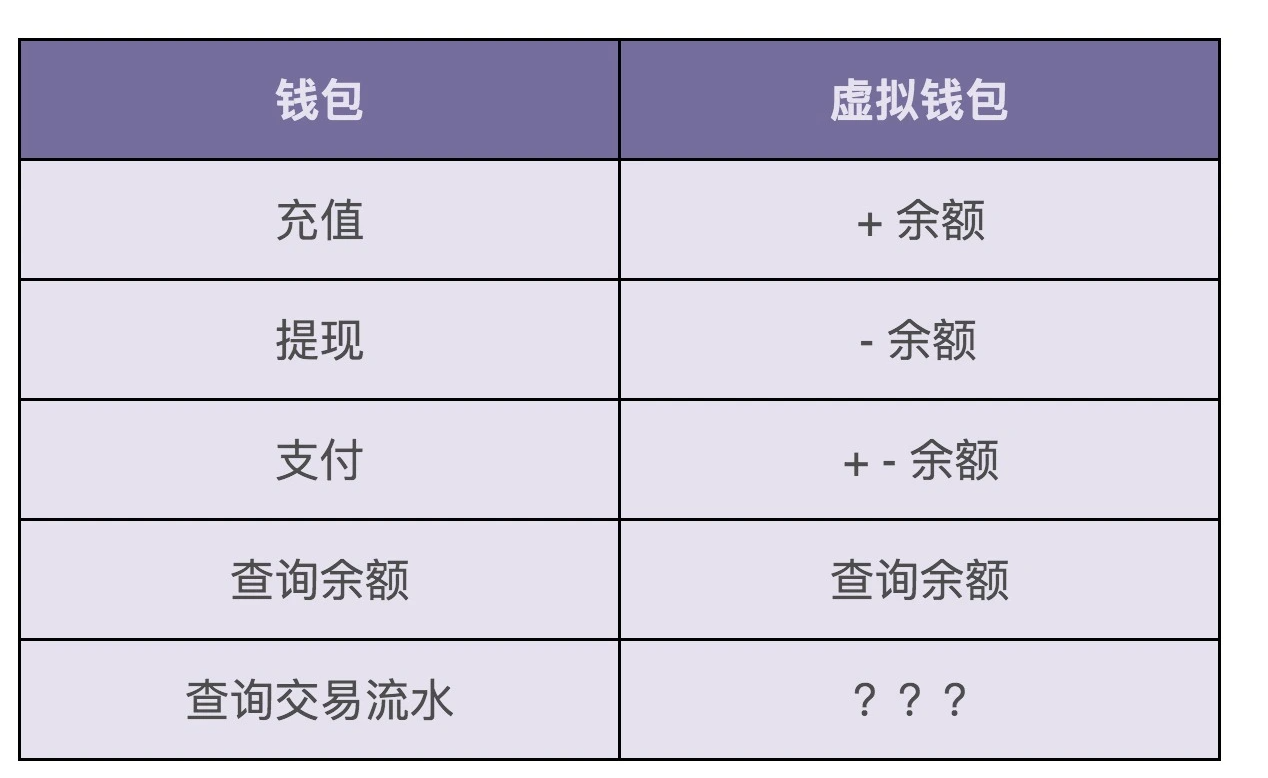 钱包 虚拟钱包
充值 + 余额
提现 - 余额
支付 + - 余额
查询余额 查询余额
查询交易流水 ？？？